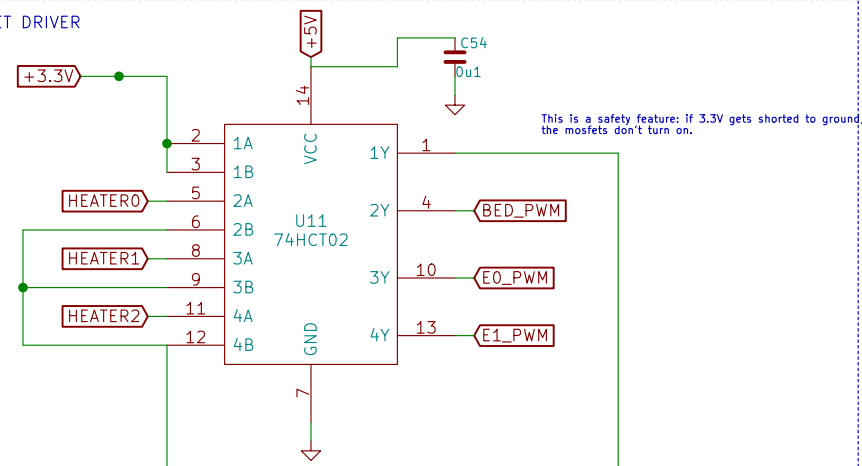 ET DRIVER
+5V
C54
0u1
+3.3V
14
This is a safety feature: if 3.3V gets shorted to ground,
the mosfets don't turn on.
2 1A VCC 1Y 1
3 1B
HEATER0 5 2A 2Y 4 BED_PWM
6 2B U11
74HCT02
HEATER1 8 3A 3Y 10 E0_PWM
9 3B
HEATER2 11 4A 4Y 13 E1_PWM
12 4B GND
7